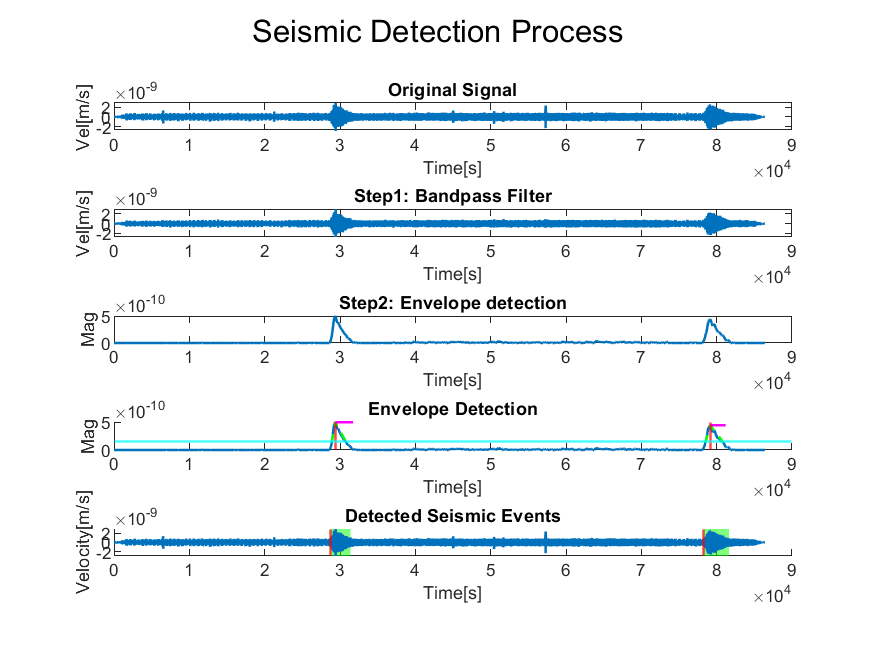 Seismic Detection Process
×10-9
Original Signal
Vel[m/s]
2
0
-2
0 1 2 3 4 5 6 7 8 9
Time[s]
×104
×10-9
Step1: Bandpass Filter
Vel[m/s]
2
0
-2
0 1 2 3 4 5 6 7 8 9
Time[s]
×104
×10-10
Step2: Envelope detection
Mag
5
0
0 1 2 3 4 5 6 7 8 9
Time[s]
×104
×10-10
Envelope Detection
Mag
5
0
0 1 2 3 4 5 6 7 8 9
Time[s]
×104
×10-9
Detected Seismic Events
Velocity[m/s]
2
0
-2
0 1 2 3 4 5 6 7 8 9
Time[s]
×104